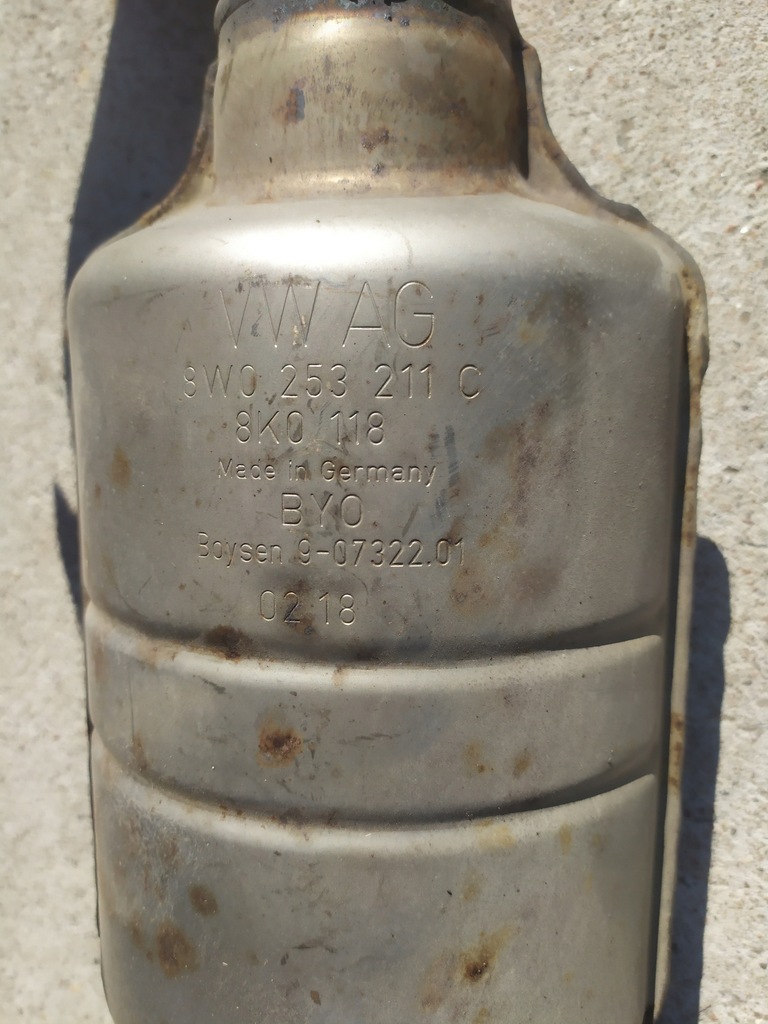 VW AG
8W0 253 211 C
8K0 118
Made in Germany
BYO
Boysen 9-07322.01
02 18